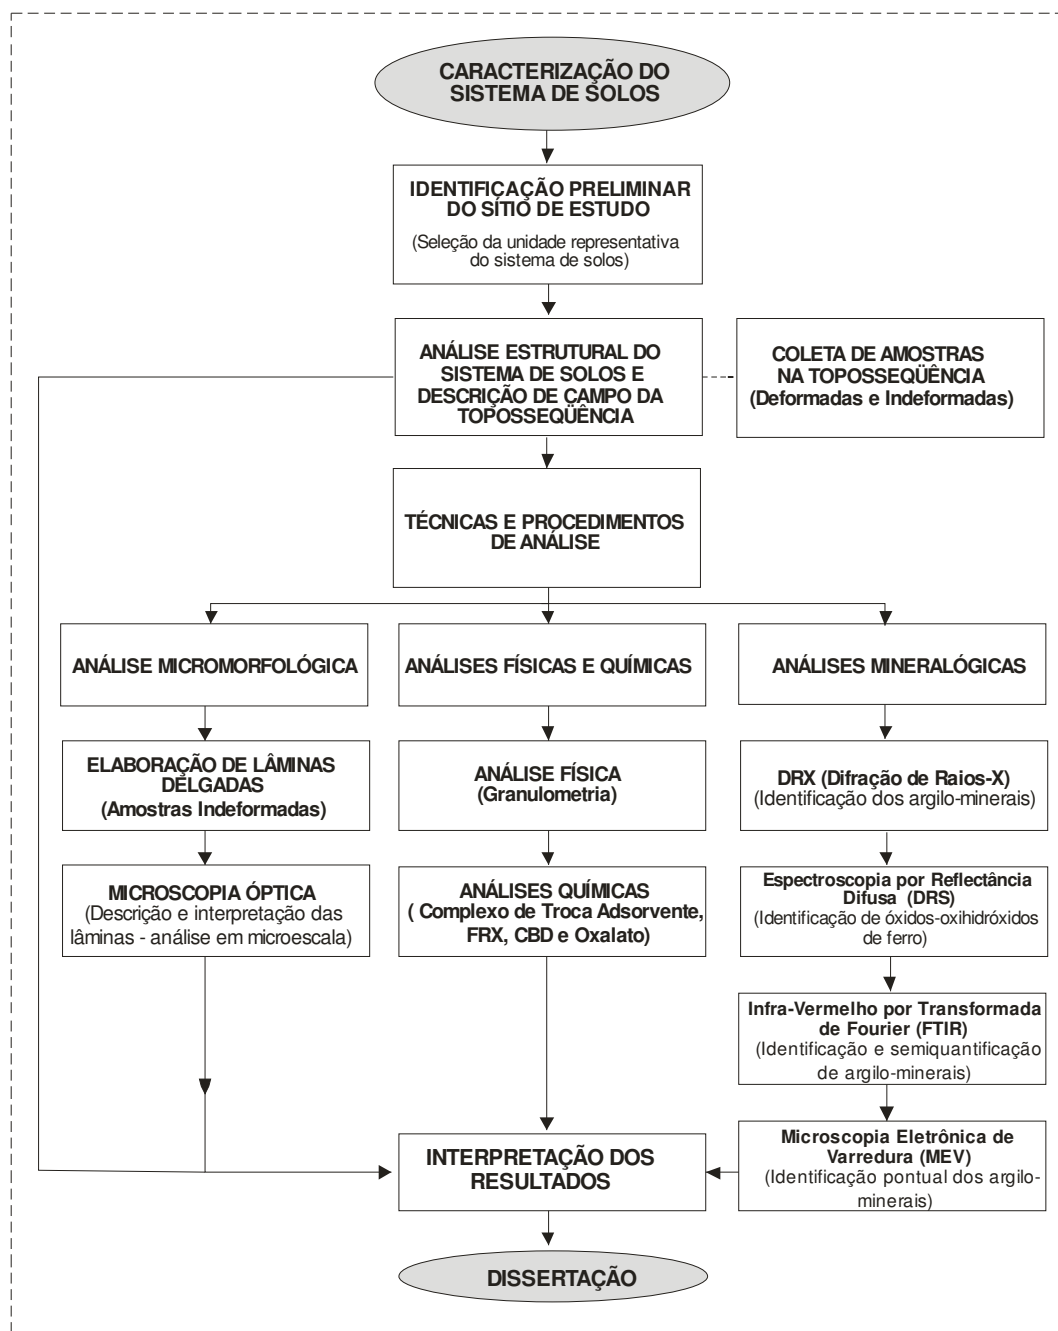 CARACTERIZAÇÃO DO
SISTEMA DE SOLOS
IDENTIFICAÇÃO PRELIMINAR
DO SÍTIO DE ESTUDO
(Seleção da unidade representativa
do sistema de solos)
ANÁLISE ESTRUTURAL DO
SISTEMA DE SOLOS E
DESCRIÇÃO DE CAMPO DA
TOPOSSEQÜÊNCIA
COLETA DE AMOSTRAS
NA TOPOSSEQÜÊNCIA
(Deformadas e Indeformadas)
TÉCNICAS E PROCEDIMENTOS
DE ANÁLISE
ANÁLISE MICROMORFOLÓGICA
ELABORAÇÃO DE LÂMINAS
DELGADAS
(Amostras Indeformadas)
MICROSCOPIA ÓPTICA
(Descrição e interpretação das
lâminas - análise em microescala)
ANÁLISES FÍSICAS E QUÍMICAS
ANÁLISE FÍSICA
(Granulometria)
ANÁLISES QUÍMICAS
( Complexo de Troca Adsorvente,
FRX, CBD e Oxalato)
ANÁLISES MINERALÓGICAS
DRX (Difração de Raios-X)
(Identificação dos argilo-minerais)
Espectroscopia por Reflectância
Difusa (DRS)
(Identificação de óxidos-oxihidróxidos
de ferro)
Infra-Vermelho por Transformada
de Fourier (FTIR)
(Identificação e semiquantificação
de argilo-minerais)
Microscopia Eletrônica de
Varredura (MEV)
(Identificação pontual dos argilo-
minerais)
INTERPRETAÇÃO DOS
RESULTADOS
DISSERTAÇÃO